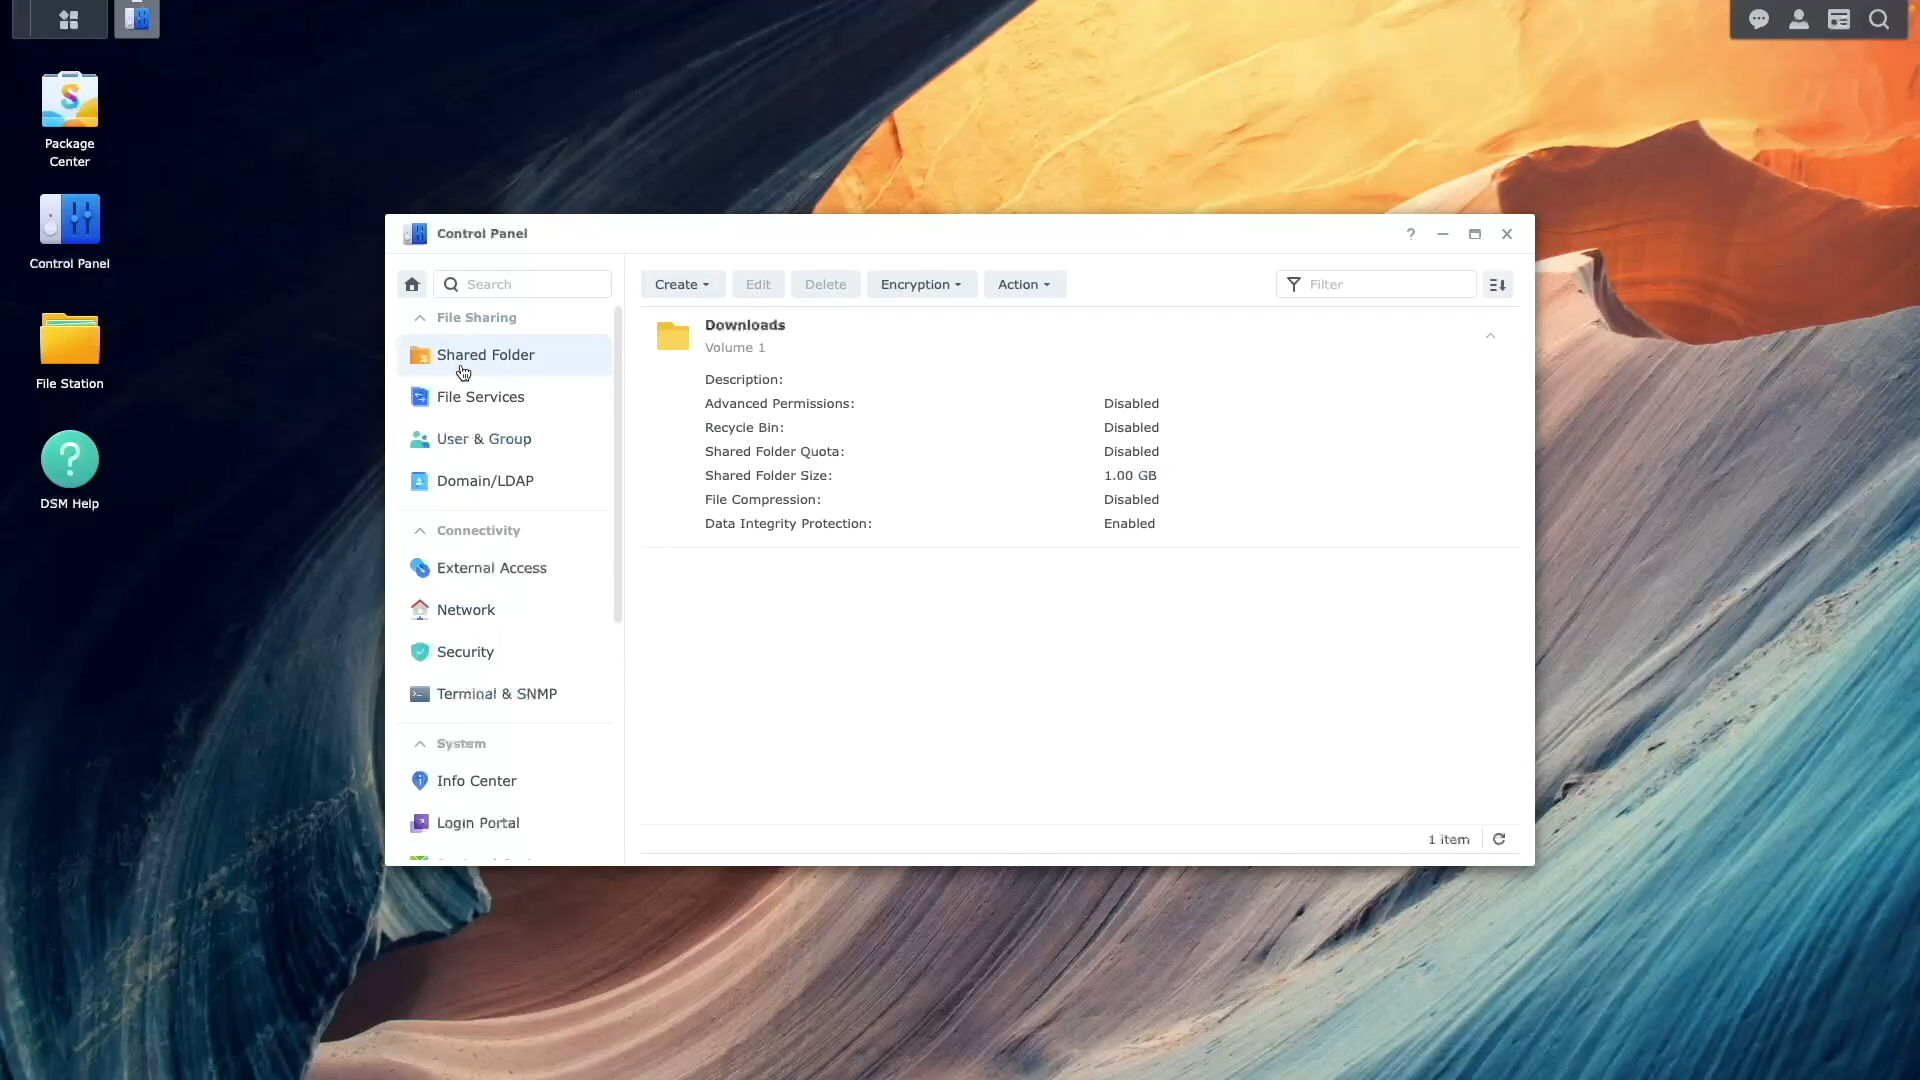 Package
Center
Control Panel
File Station
DSM Help
Control Panel
Search
File Sharing
Shared Folder
File Services
User & Group
Domain/LDAP
Connectivity
External Access
Network
Security
Terminal & SNMP
System
Info Center
Login Portal
Create Edit Delete Encryption Action Filter
Downloads
Volume 1
Description:
Advanced Permissions: Disabled
Recycle Bin: Disabled
Shared Folder Quota: Disabled
Shared Folder Size: 1.00 GB
File Compression: Disabled
Data Integrity Protection: Enabled
1 item